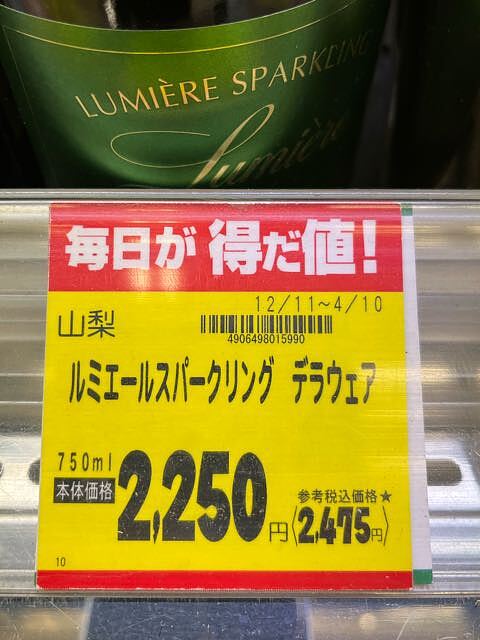 LUMIÈRE SPARKLING
Lumière
毎日が 得だ値!
12/11~4/10
山梨
4906498015990
ルミエールスパークリング デラウェア
750ml
本体価格
2,250円
参考税込価格★
(2,475円)
10